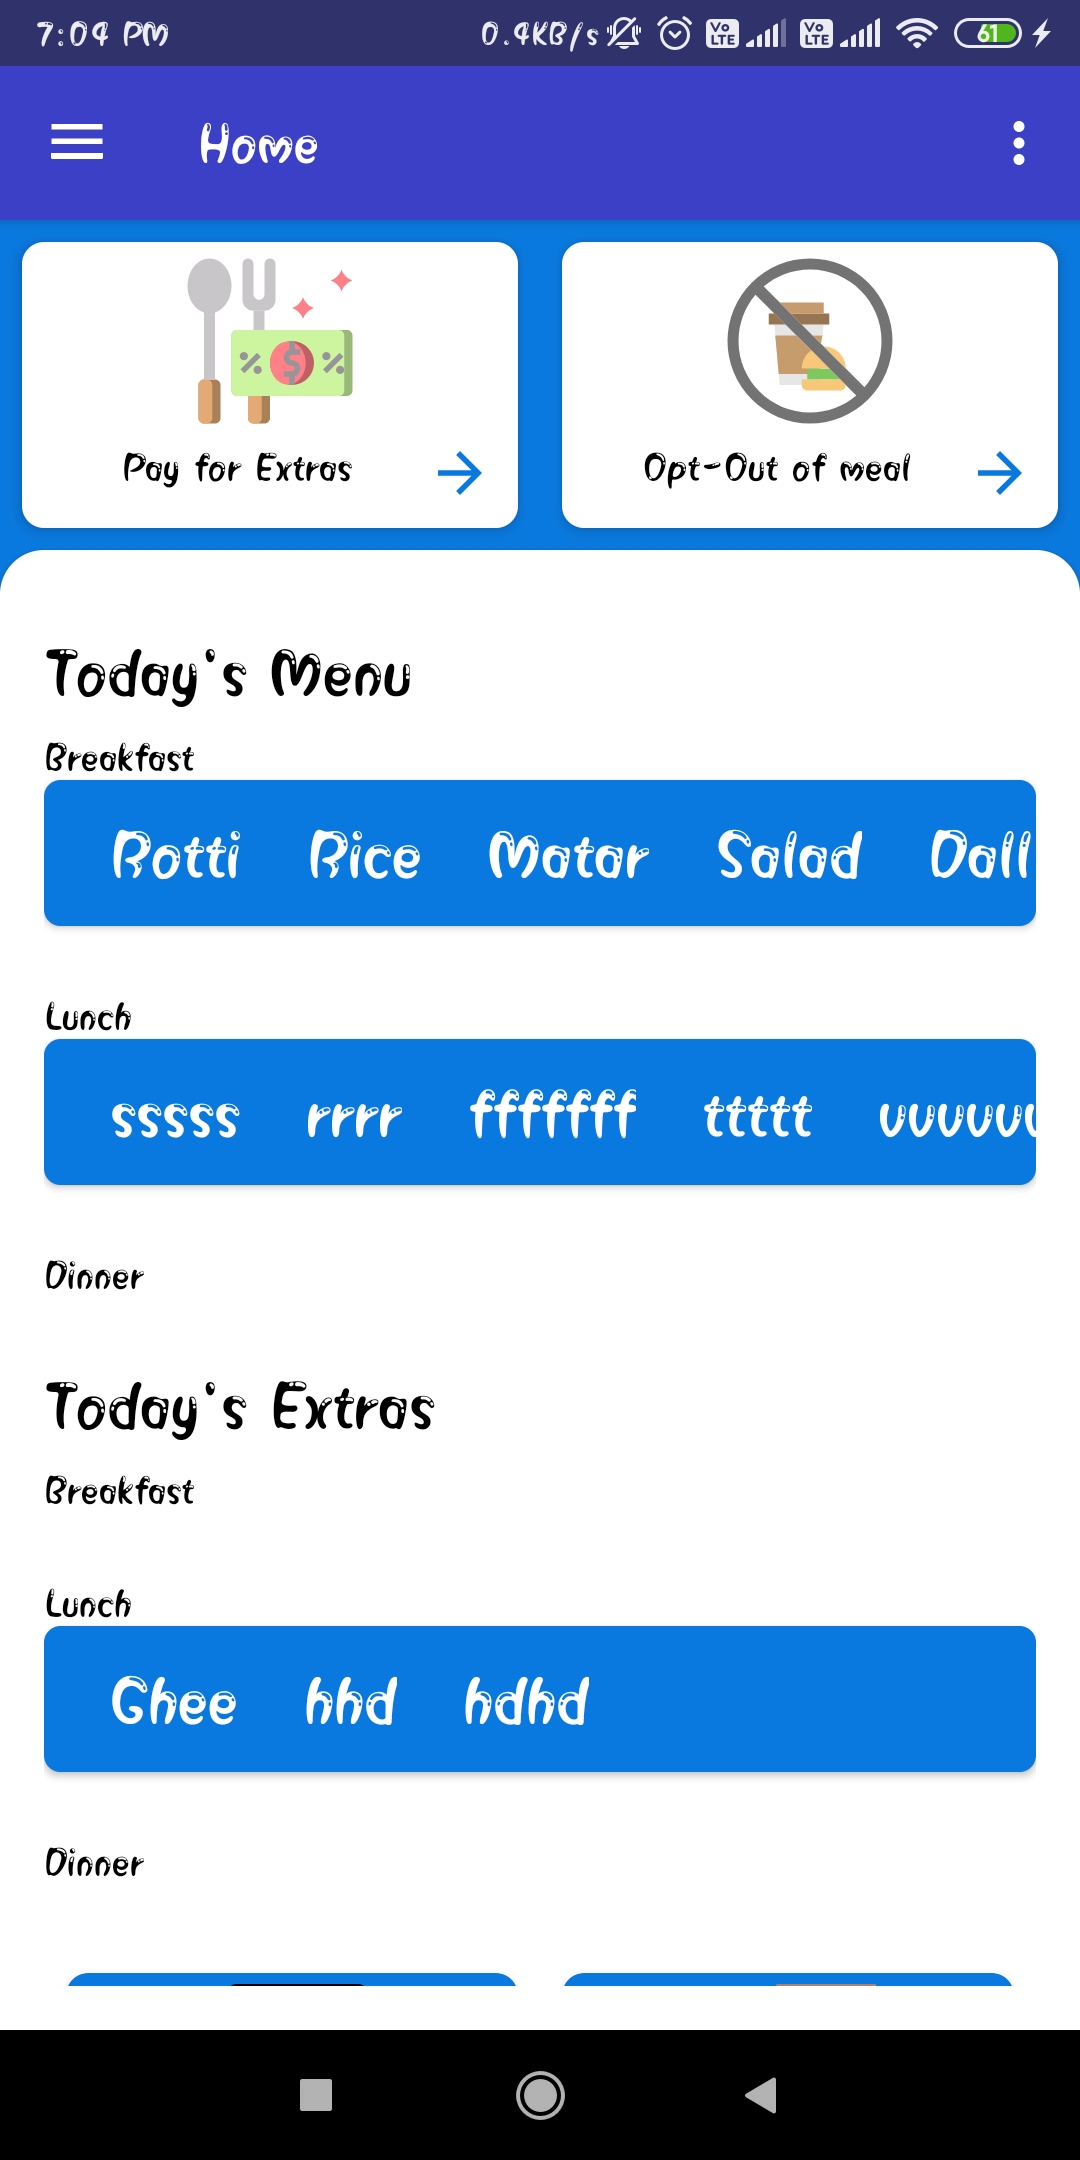 7:04 PM 0.4KB/s Vo LTE Vo LTE 61
Home
Pay for Extras
Opt-Out of meal
Today's Menu
Breakfast
Rotti Rice Matar Salad Dall
Lunch
sssss rrrr fffffff ttttt
Dinner
Today's Extras
Breakfast
Lunch
Ghee hhd hdhd
Dinner